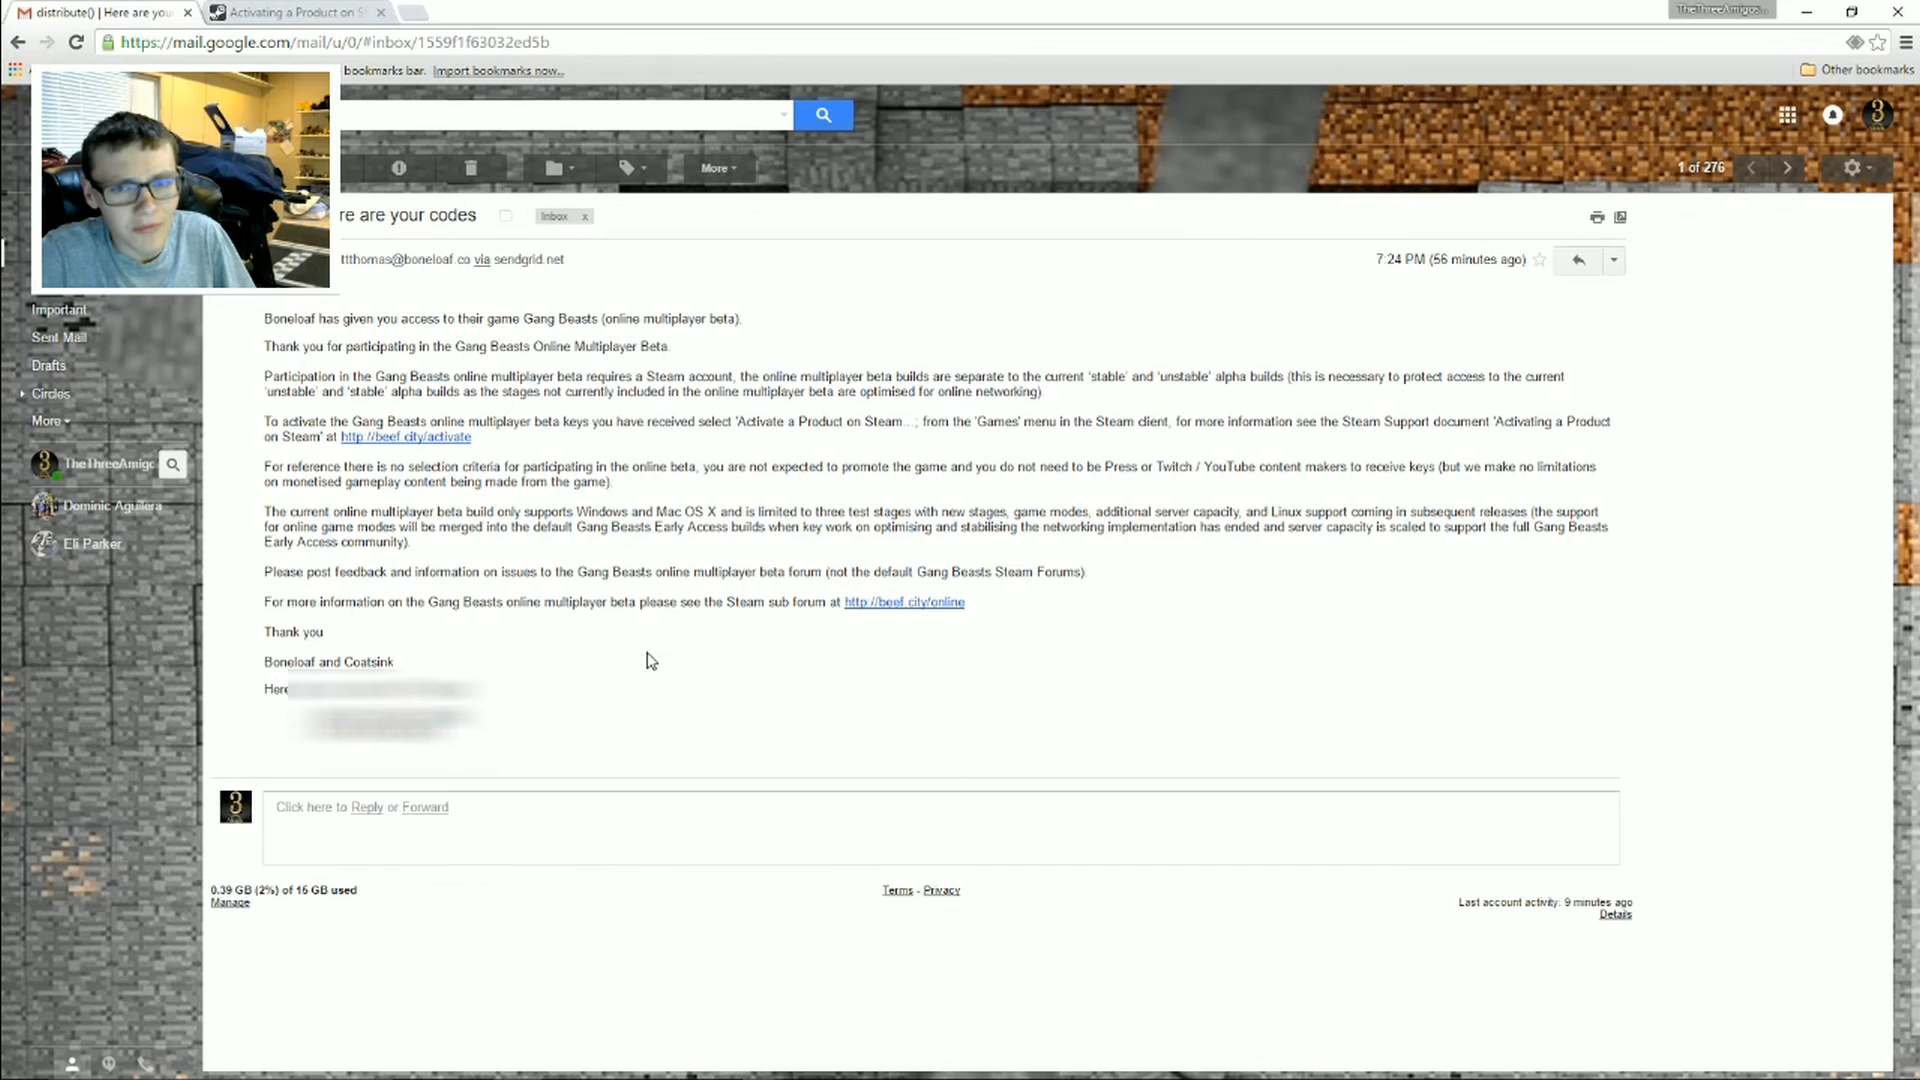 distribute() | Here are you
Activating a Product on S
TheThreeAmigos...
https://mail.google.com/mail/u/0/#inbox/1559f1f63032ed5b
bookmarks bar. Import bookmarks now...
Other bookmarks
More
1 of 276
re are your codes
Inbox x
ttthomas@boneloaf.co via sendgrid.net
7:24 PM (56 minutes ago)
Important
Sent Mail
Drafts
Circles
More
TheThreeAmigo
Dominic Aguilera
Eli Parker
Boneloaf has given you access to their game Gang Beasts (online multiplayer beta).
Thank you for participating in the Gang Beasts Online Multiplayer Beta.
Participation in the Gang Beasts online multiplayer beta requires a Steam account, the online multiplayer beta builds are separate to the current 'stable' and 'unstable' alpha builds (this is necessary to protect access to the current
'unstable' and 'stable' alpha builds as the stages not currently included in the online multiplayer beta are optimised for online networking).
To activate the Gang Beasts online multiplayer beta keys you have received select 'Activate a Product on Steam...; from the 'Games' menu in the Steam client, for more information see the Steam Support document 'Activating a Product
on Steam' at http://beef.city/activate
For reference there is no selection criteria for participating in the online beta, you are not expected to promote the game and you do not need to be Press or Twitch / YouTube content makers to receive keys (but we make no limitations
on monetised gameplay content being made from the game).
The current online multiplayer beta build only supports Windows and Mac OS X and is limited to three test stages with new stages, game modes, additional server capacity, and Linux support coming in subsequent releases (the support
for online game modes will be merged into the default Gang Beasts Early Access builds when key work on optimising and stabilising the networking implementation has ended and server capacity is scaled to support the full Gang Beasts
Early Access community).
Please post feedback and information on issues to the Gang Beasts online multiplayer beta forum (not the default Gang Beasts Steam Forums).
For more information on the Gang Beasts online multiplayer beta please see the Steam sub forum at http://beef.city/online
Thank you
Boneloaf and Coatsink
Here
3
Click here to Reply or Forward
0.39 GB (2%) of 15 GB used
Manage
Terms - Privacy
Last account activity: 9 minutes ago
Details